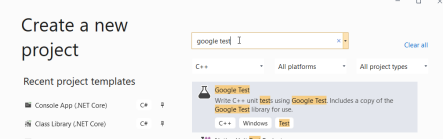 Create a new
project
google test
Clear all
C++
All platforms
All project types
Recent project templates
Google Test
Write C++ unit tests using Google Test. Includes a copy of the
Google Test library for use.
C++ Windows Test
Console App (.NET Core) C#
Class Library (.NET Core) C#